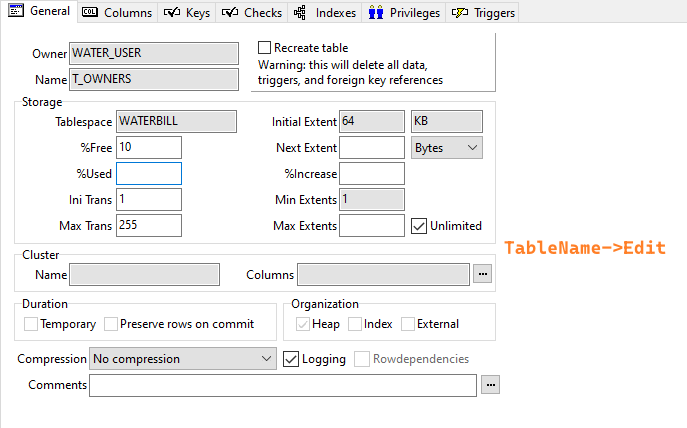 General Columns Keys Checks Indexes Privileges Triggers
Owner WATER_USER
Name T_OWNERS
Recreate table
Warning: this will delete all data,
triggers, and foreign key references
Storage
Tablespace WATERBILL Initial Extent 64 KB
%Free 10 Next Extent Bytes
%Used %Increase
Ini Trans 1 Min Extents 1
Max Trans 255 Max Extents Unlimited
TableName->Edit
Cluster
Name Columns ...
Duration Organization
Temporary Preserve rows on commit Heap Index External
Compression No compression Logging Rowdependencies
Comments ...